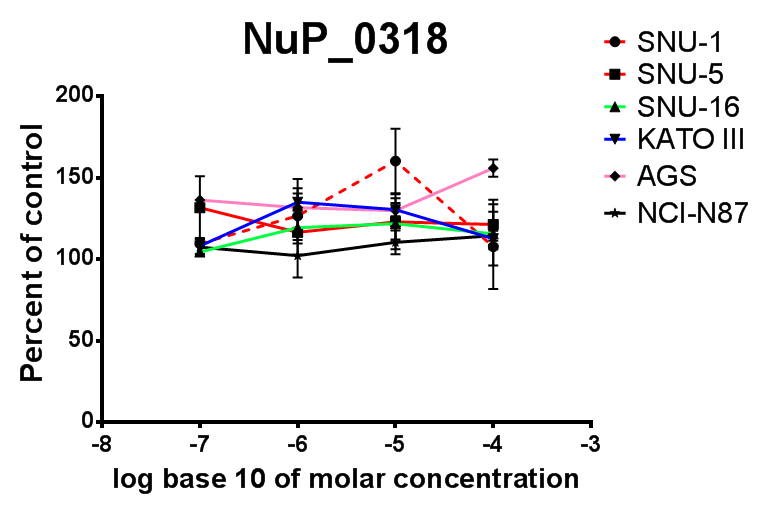 NuP_0318
SNU-1
SNU-5
SNU-16
KATO III
AGS
NCI-N87
Percent of control
200
150
100
50
0
-8 -7 -6 -5 -4 -3
log base 10 of molar concentration